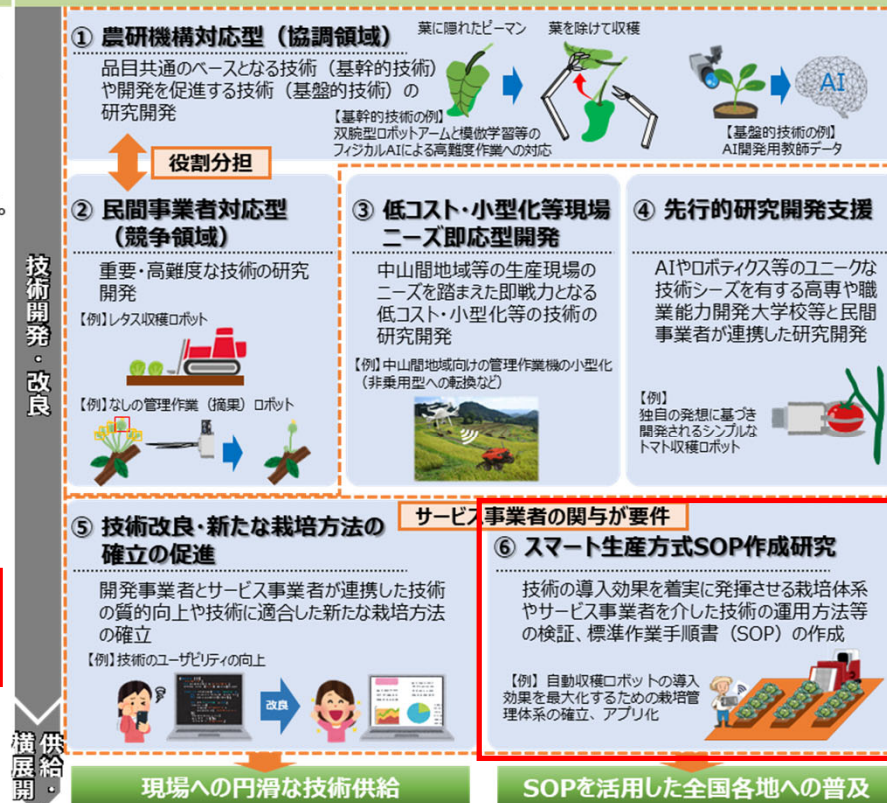 ① 農研機構対応型（協調領域）
品目共通のベースとなる技術（基幹的技術）
や開発を促進する技術（基盤的技術）の
研究開発
葉に隠れたピーマン
葉を除けて収穫
【基幹的技術の例】
双腕型ロボットアームと模倣学習等の
フィジカルAIによる高難度作業への対応
AI
【基盤的技術の例】
AI開発用教師データ
役割分担
② 民間事業者対応型
（競争領域）
重要・高難度な技術の研究
開発
【例】レタス収穫ロボット
【例】なしの管理作業（摘果）ロボット
③ 低コスト・小型化等現場
ニーズ即応型開発
中山間地域等の生産現場の
ニーズを踏まえた即戦力となる
低コスト・小型化等の技術の
研究開発
【例】中山間地域向けの管理作業機の小型化
（非乗用型への転換など）
④ 先行的研究開発支援
AIやロボティクス等のユニークな
技術シーズを有する高専や職
業能力開発大学校等と民間
事業者が連携した研究開発
【例】
独自の発想に基づき
開発されるシンプルな
トマト収穫ロボット
。
技術開発・改良
サービス事業者の関与が要件
⑤ 技術改良・新たな栽培方法の
確立の促進
開発事業者とサービス事業者が連携した技術
の質的向上や技術に適合した新たな栽培方法
の確立
【例】技術のユーザビリティの向上
改良
⑥ スマート生産方式SOP作成研究
技術の導入効果を着実に発揮させる栽培体系
やサービス事業者を介した技術の運用方法等
の検証、標準作業手順書（SOP）の作成
【例】自動収穫ロボットの導入
効果を最大化するための栽培管
理体系の確立、アプリ化
供給・
横展開
現場への円滑な技術供給
SOPを活用した全国各地への普及